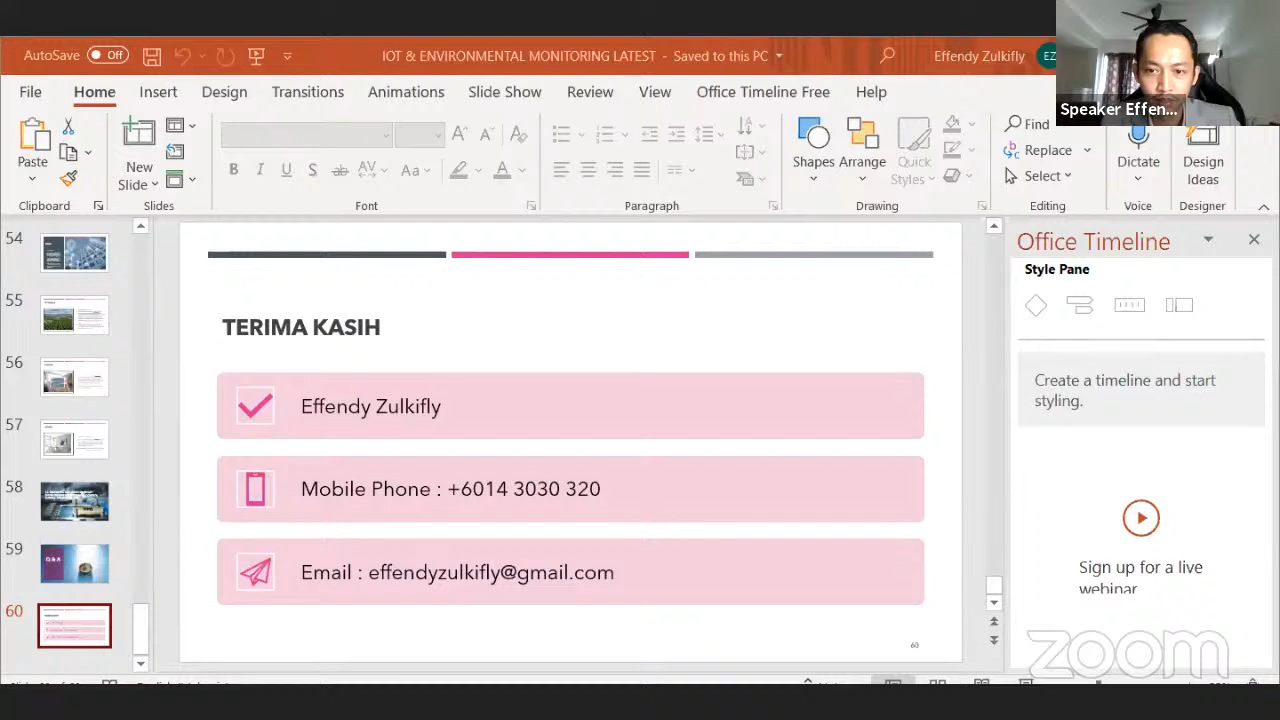 AutoSave Off
IOT & ENVIRONMENTAL MONITORING LATEST - Saved to this PC
Effendy Zulkifly
EZ
Speaker Effen...
File Home Insert Design Transitions Animations Slide Show Review View Office Timeline Free Help
Paste
New
Slide
Shapes Arrange Quick
Styles
Find
Replace
Select
Dictate
Design
Ideas
B I U S ab AV Aa A
Clipboard Slides Font Paragraph Drawing Editing Voice Designer
54
55
56
57
58
59
Q & A
60
TERIMA KASIH
Effendy Zulkifly
Mobile Phone : +6014 3030 320
Email : effendyzulkifly@gmail.com
60
Office Timeline
Style Pane
Create a timeline and start
styling.
Sign up for a live
webinar
zoom